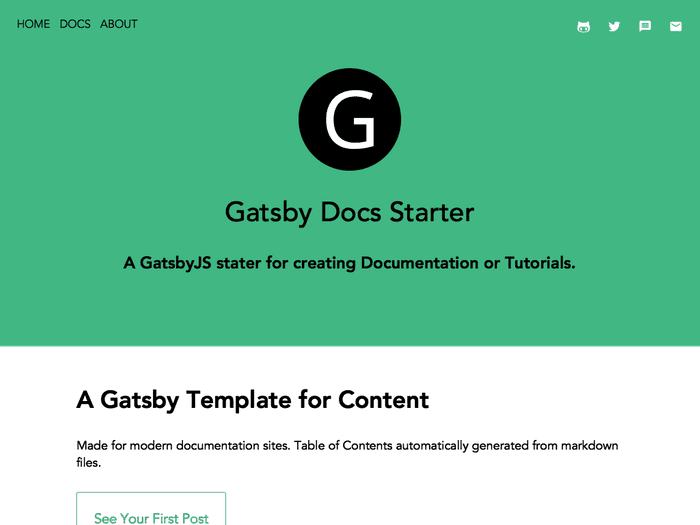 HOME DOCS ABOUT
G
Gatsby Docs Starter
A GatsbyJS stater for creating Documentation or Tutorials.
A Gatsby Template for Content
Made for modern documentation sites. Table of Contents automatically generated from markdown
files.
See Your First Post